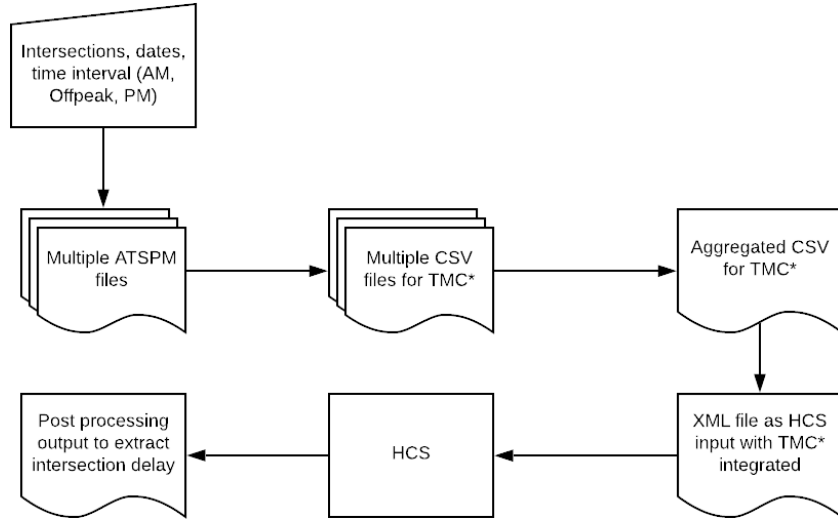 Intersections, dates,
time interval (AM,
Offpeak, PM)
Multiple ATSPM
files
Multiple CSV
files for TMC*
Aggregated CSV
for TMC*
XML file as HCS
input with TMC*
integrated
HCS
Post processing
output to extract
intersection delay